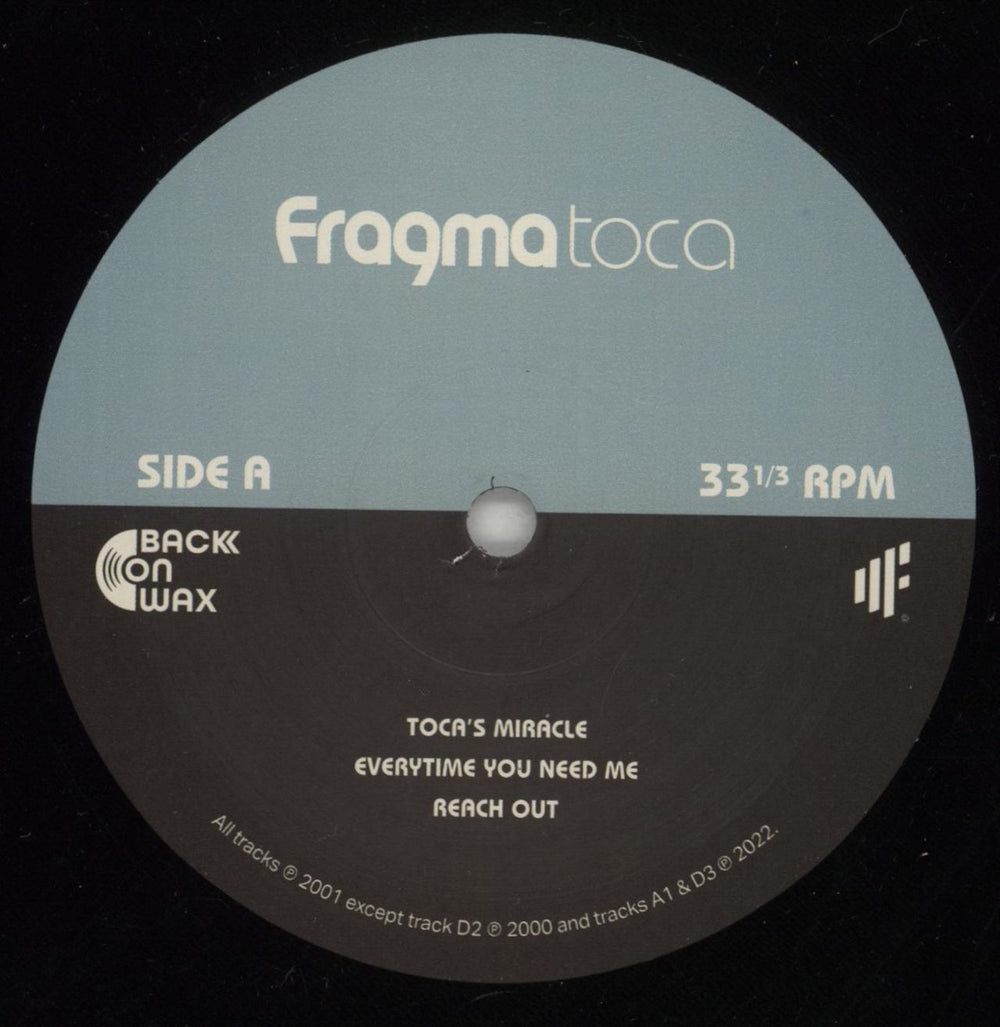 Fragma toca
SIDE A
33 1/3 RPM
BACK
ON
WAX
TOCA'S MIRACLE
EVERYTIME YOU NEED ME
REACH OUT
All tracks ℗ 2001 except track D2 ℗ 2000 and tracks A1 & D3 ℗ 2022.